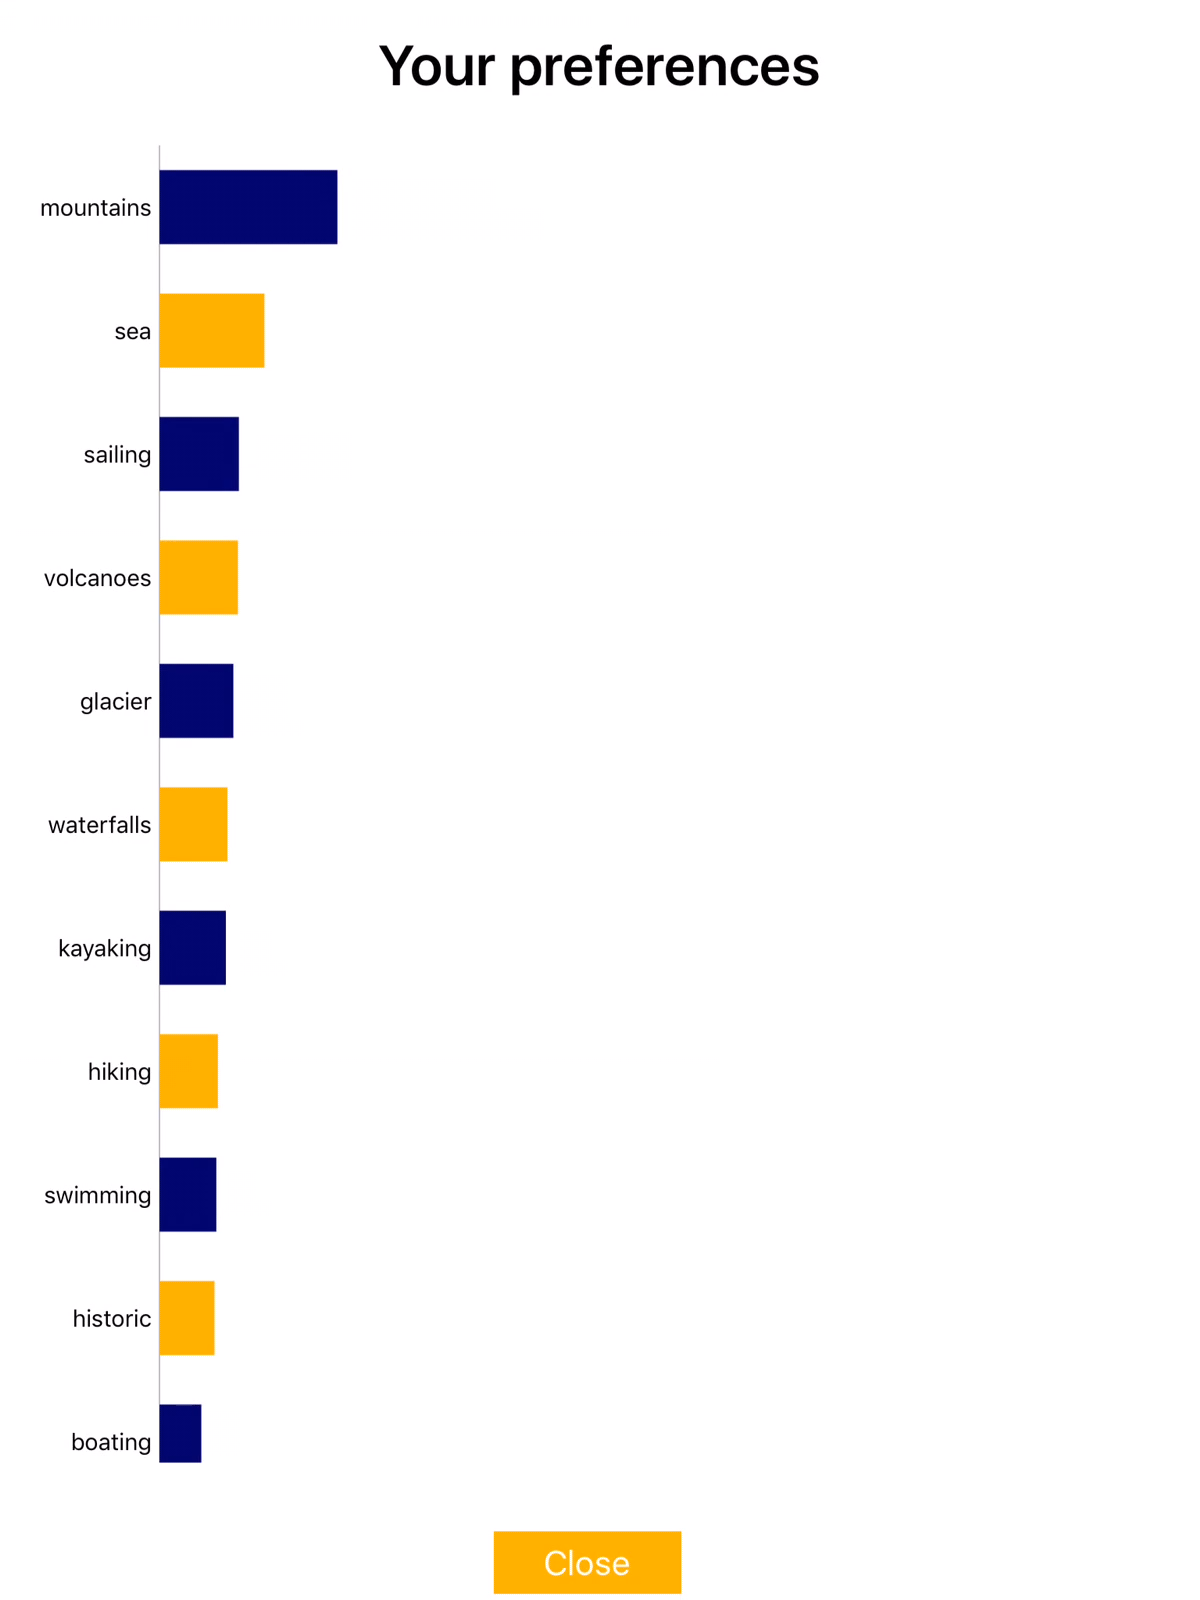 Your preferences
mountains
sea
sailing
volcanoes
glacier
waterfalls
kayaking
hiking
swimming
historic
boating
Close